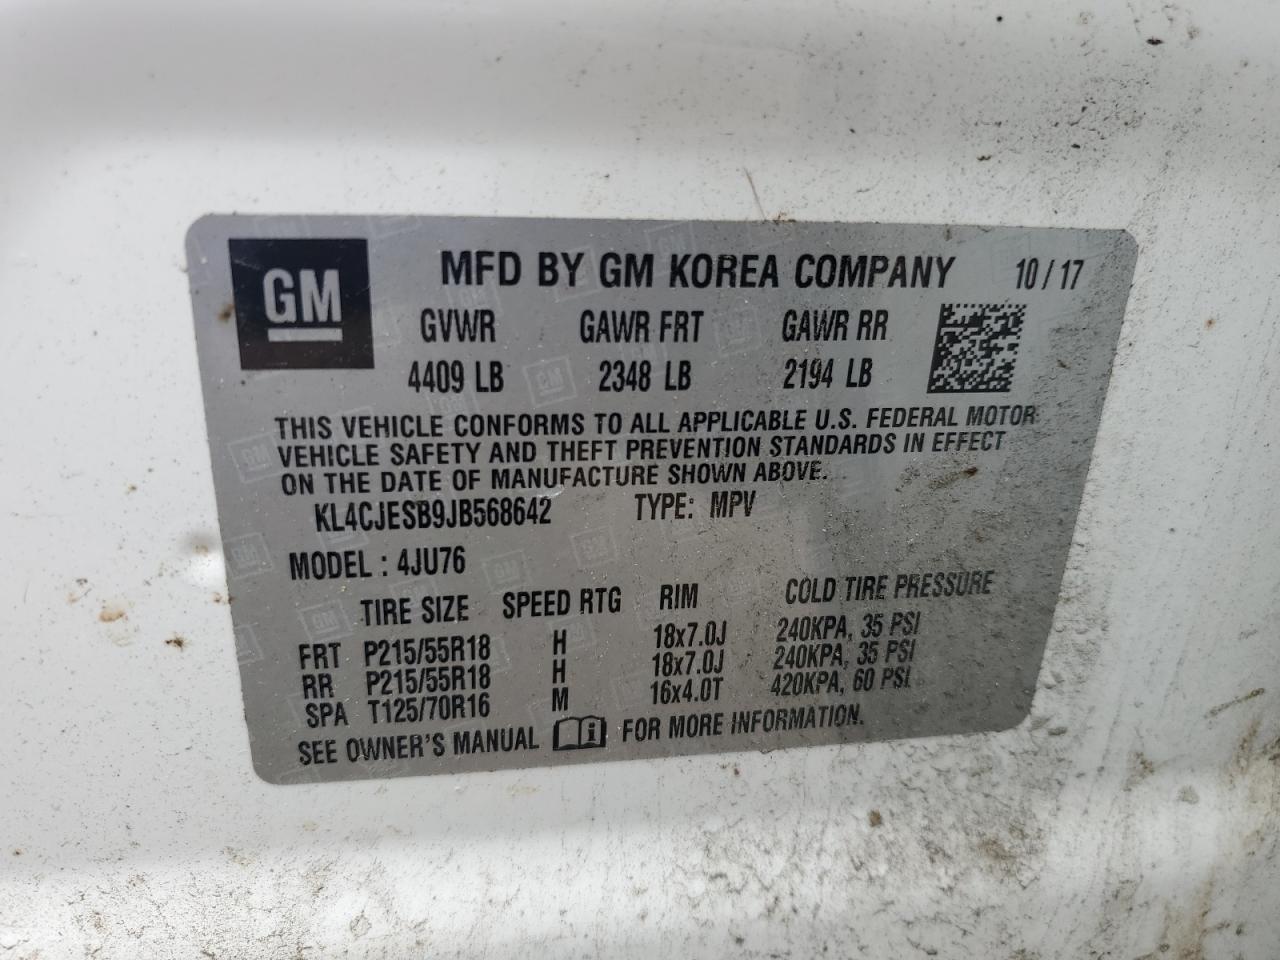 GM MFD BY GM KOREA COMPANY 10/17
GVWR GAWR FRT GAWR RR
4409 LB 2348 LB 2194 LB
THIS VEHICLE CONFORMS TO ALL APPLICABLE U.S. FEDERAL MOTOR
VEHICLE SAFETY AND THEFT PREVENTION STANDARDS IN EFFECT
ON THE DATE OF MANUFACTURE SHOWN ABOVE.
KL4CJESB9JB568642 TYPE: MPV
MODEL : 4JU76
TIRE SIZE SPEED RTG RIM COLD TIRE PRESSURE
FRT P215/55R18 H 18x7.0J 240KPA, 35 PSI
RR P215/55R18 H 18x7.0J 240KPA, 35 PSI
SPA T125/70R16 M 16x4.0T 420KPA, 60 PSI
SEE OWNER'S MANUAL i FOR MORE INFORMATION.